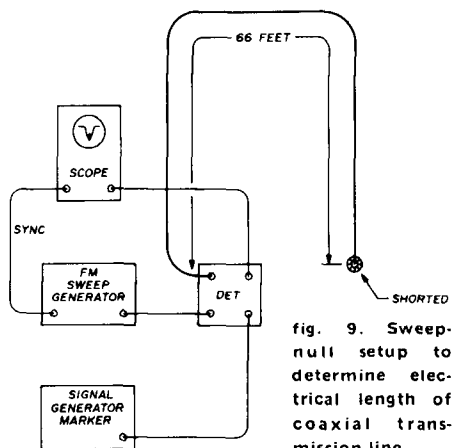 66 FEET
SCOPE
SYNC
FM
SWEEP
GENERATOR
DET
SHORTED
SIGNAL
GENERATOR
MARKER
fig. 9. Sweep-
null setup to
determine elec-
trical length of
coaxial trans-
mission line